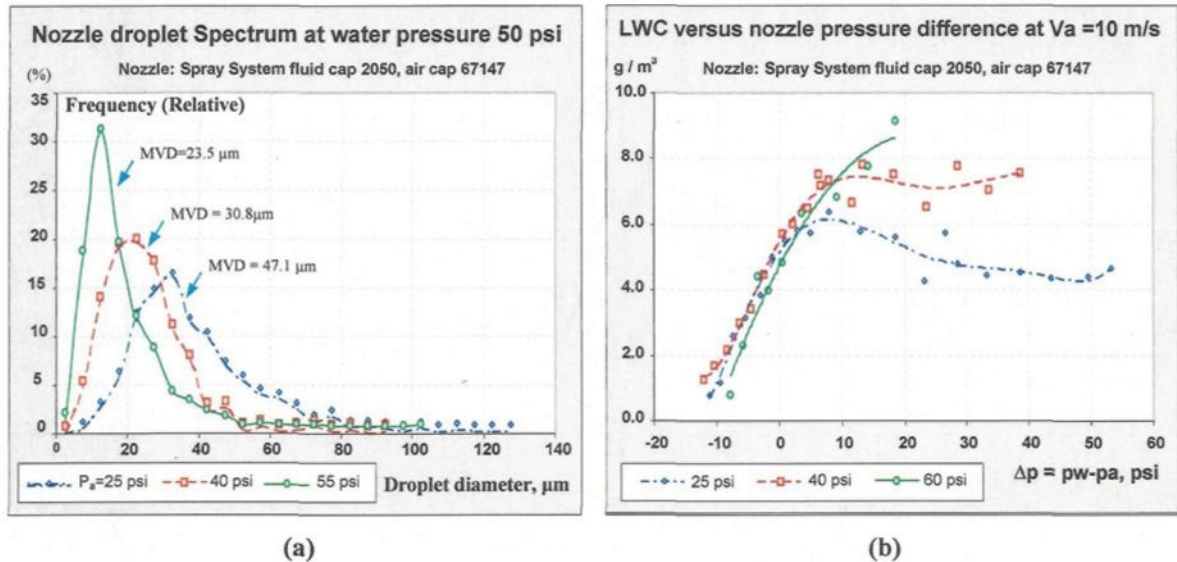 Nozzle droplet Spectrum at water pressure 50 psi
Nozzle: Spray System fluid cap 2050, air cap 67147
(%)
Frequency (Relative)
35
30
25
20
15
10
5
0
MVD=23.5 µm
MVD = 30.8µm
MVD = 47.1 µm
0 20 40 60 80 100 120 140
Pa=25 psi 40 psi 55 psi
Droplet diameter, µm
(a)
LWC versus nozzle pressure difference at Va =10 m/s
g / m³
Nozzle: Spray System fluid cap 2050, air cap 67147
10.0
8.0
6.0
4.0
2.0
0.0
-20 -10 0 10 20 30 40 50 60
Δp = pw-pa, psi
25 psi 40 psi 60 psi
(b)